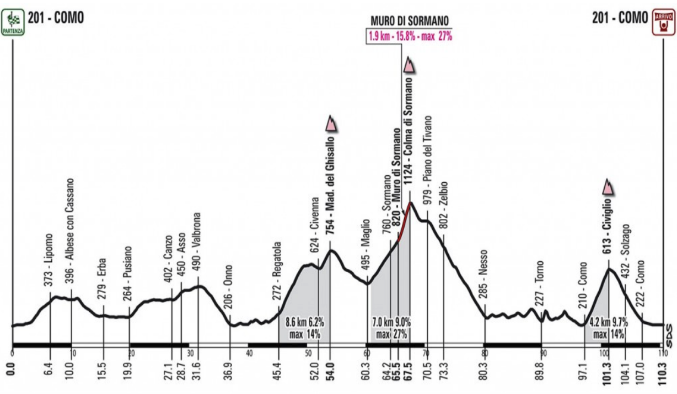 201 - COMO
PARTENZA
MURO DI SORMANO
1.9 km - 15.8% - max 27%
201 - COMO
ARRIVO
373 - Lipomo
396 - Albese con Cassano
279 - Erba
264 - Pusiano
402 - Canzo
450 - Asso
490 - Valbrona
206 - Onno
272 - Regatola
624 - Civenna
754 - Mad. del Ghisallo
495 - Maglio
760 - Sormano
820 - Muro di Sormano
1124 - Colma di Sormano
979 - Piano del Tivano
802 - Zelbio
285 - Nesso
227 - Torno
210 - Como
613 - Civiglio
432 - Solzago
222 - Como
8.6 km 6.2%
max 14%
7.0 km 9.0%
max 27%
4.2 km 9.7%
max 14%
SDS
0 10 20 30 40 50 60 70 80 90 100 110
0.0 6.4 10.0 15.5 19.9 27.1 28.7 31.6 36.9 45.4 52.0 54.0 60.3 64.2 65.5 67.5 70.5 73.3 80.3 89.8 97.1 101.3 104.1 107.0 110.3